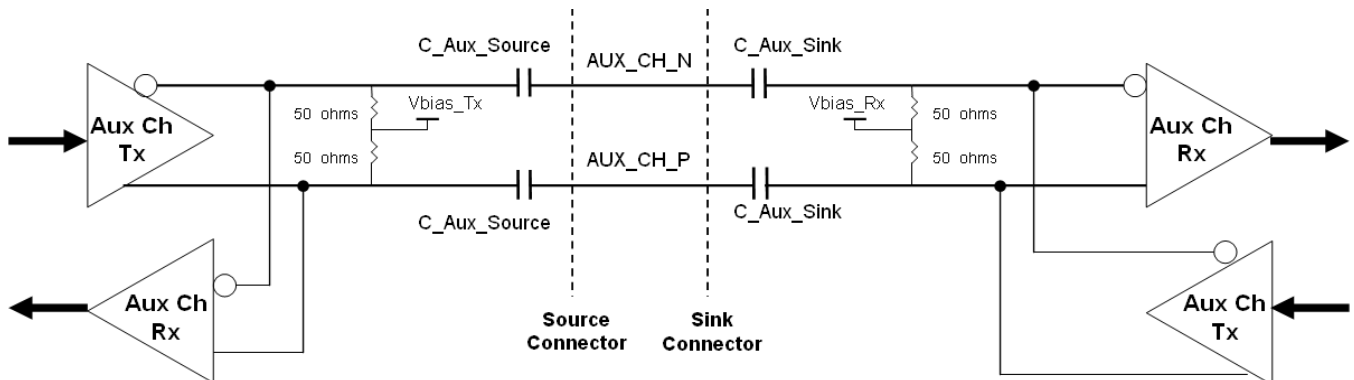 C_Aux_Source
AUX_CH_N
C_Aux_Sink
Aux Ch
Tx
50 ohms
Vbias_Tx
50 ohms
Vbias_Rx
50 ohms
50 ohms
Aux Ch
Rx
AUX_CH_P
C_Aux_Source
C_Aux_Sink
Aux Ch
Rx
Source
Connector
Sink
Connector
Aux Ch
Tx